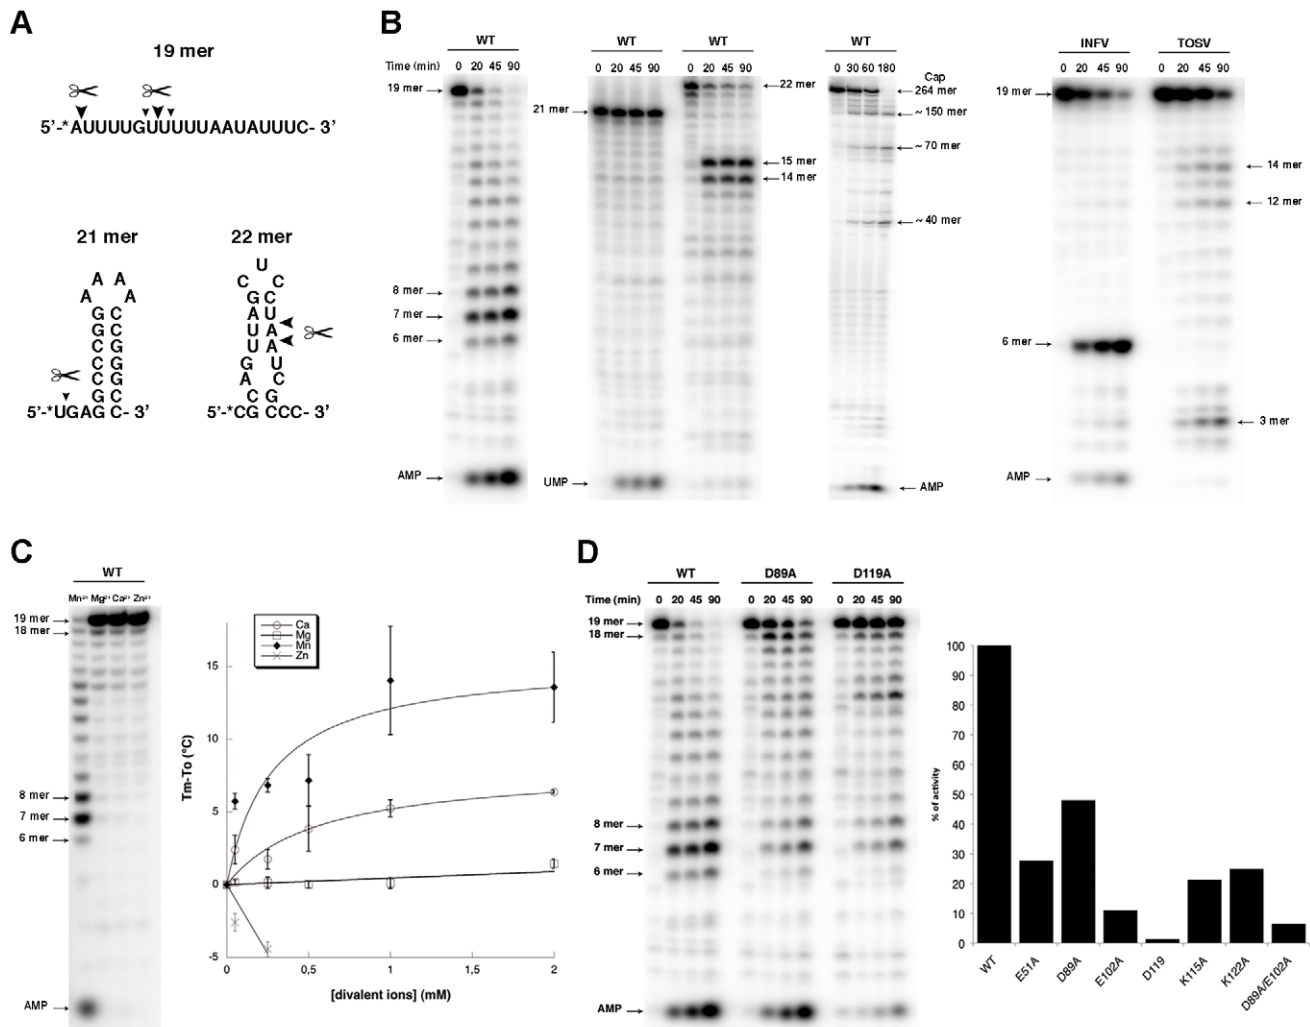 A
19 mer
5'-*AUUUUGUUUUUAAUAUUUC- 3'
21 mer
A A
A A
G C
G C
C G
C G
C G
C C
5'-*UGAGC- 3'
22 mer
U
C C
G C
A U
U A
U A
G U
A C
C G
5'-*CG CCC- 3'
B
WT
Time (min) 0 20 45 90
19 mer
8 mer
7 mer
6 mer
AMP
WT
0 20 45 90
21 mer
UMP
WT
0 20 45 90
22 mer
15 mer
14 mer
WT
0 30 60 180
Cap
264 mer
~ 150 mer
~ 70 mer
~ 40 mer
AMP
INFV TOSV
0 20 45 90 0 20 45 90
19 mer
6 mer
AMP
14 mer
12 mer
3 mer
C
WT
Mn²⁺ Mg²⁺ Ca²⁺ Zn²⁺
19 mer
18 mer
8 mer
7 mer
6 mer
AMP
Ca
Mg
Mn
Zn
15
10
5
0
-5
Tm-To (°C)
0 0,5 1 1,5 2
[divalent ions] (mM)
D
WT D89A D119A
Time (min) 0 20 45 90 0 20 45 90 0 20 45 90
19 mer
18 mer
8 mer
7 mer
6 mer
AMP
% of activity
100
90
80
70
60
50
40
30
20
10
0
WT E51A D89A E102A D119 K115A K122A D89A/E102A